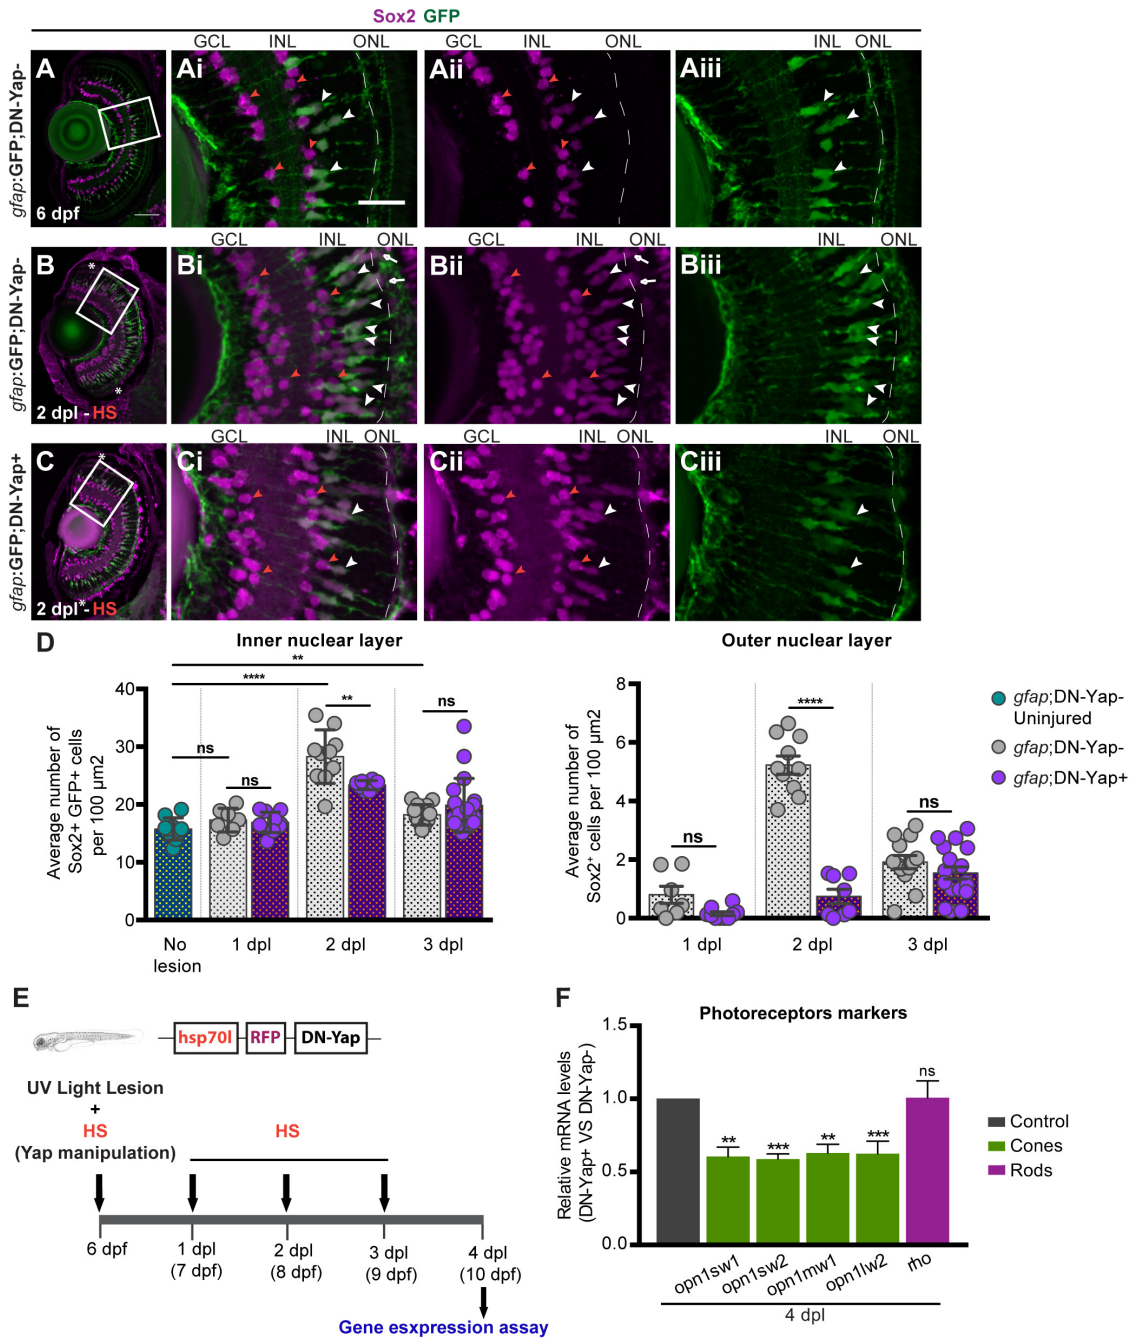 Sox2 GFP
GCL INL ONL GCL INL ONL INL ONL
gfap:GFP;DN-Yap-
A
6 dpf
Ai
Aii
Aiii
GCL INL ONL GCL INL ONL INL ONL
gfap:GFP;DN-Yap-
B
*
*
2 dpl -HS
Bi
Bii
Biii
GCL INL ONL GCL INL ONL INL ONL
gfap:GFP;DN-Yap+
C
*
*
2 dpl -HS
Ci
Cii
Ciii
D
Inner nuclear layer
Average number of
Sox2+ GFP+ cells
per 100 µm2
40
30
20
10
0
**
****
**
ns
ns
ns
No
lesion
1 dpl
2 dpl
3 dpl
Outer nuclear layer
Average number of
Sox2⁺ cells per 100 µm2
8
6
4
2
0
ns
****
ns
1 dpl
2 dpl
3 dpl
gfap;DN-Yap-
Uninjured
gfap;DN-Yap-
gfap;DN-Yap+
E
hsp70l RFP DN-Yap
UV Light Lesion
+
HS
(Yap manipulation)
HS
6 dpf
1 dpl
(7 dpf)
2 dpl
(8 dpf)
3 dpl
(9 dpf)
4 dpl
(10 dpf)
Gene esxpression assay
F
Photoreceptors markers
Relative mRNA levels
(DN-Yap+ VS DN-Yap-)
1.5
1.0
0.5
0.0
**
***
**
***
ns
opn1sw1
opn1sw2
opn1mw1
opn1lw2
rho
4 dpl
Control
Cones
Rods